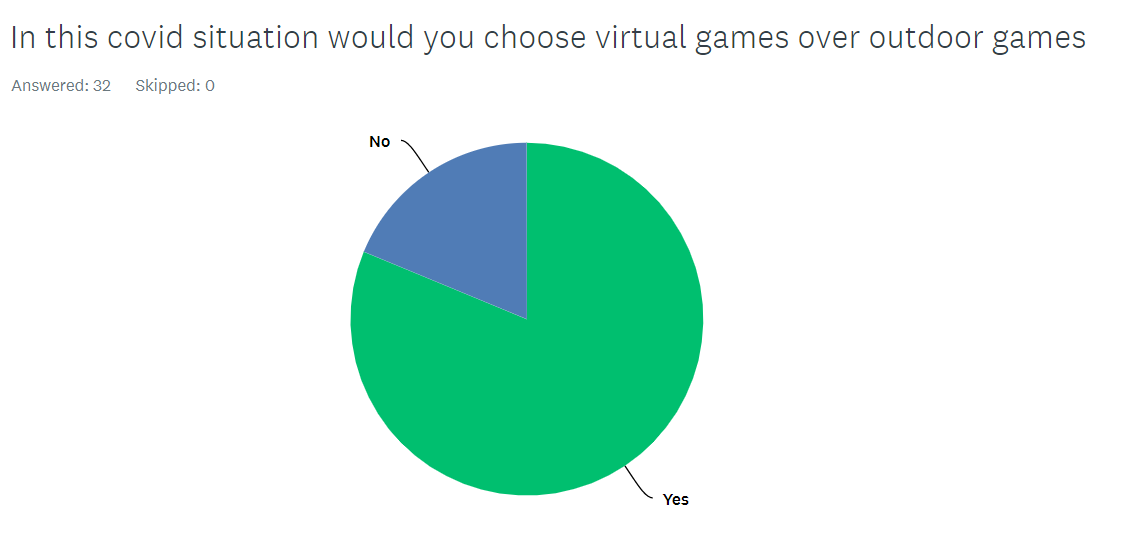 In this covid situation would you choose virtual games over outdoor games
Answered: 32 Skipped: 0
No
Yes